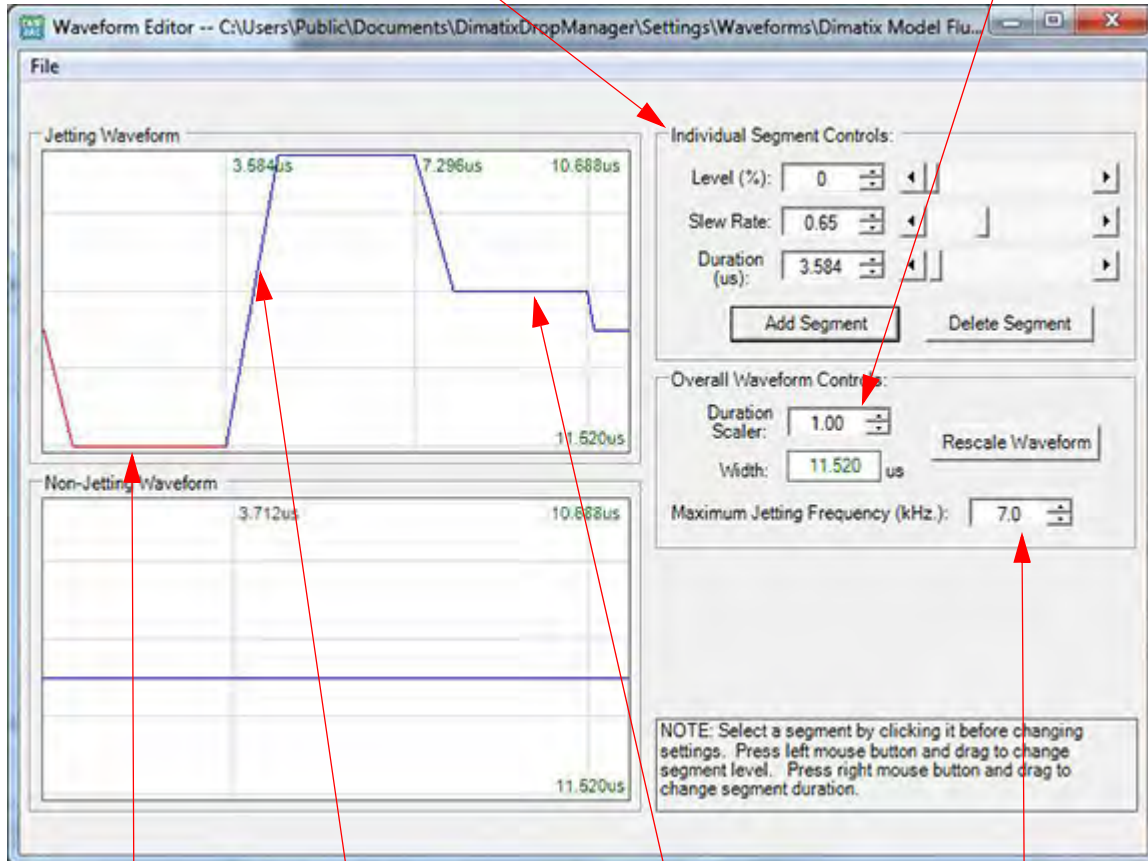 Waveform Editor -- C:\Users\Public\Documents\DimatixDropManager\Settings\Waveforms\Dimatix Model Flu...
File
Jetting Waveform
3.584us
7.296us
10.688us
11.520us
Non-Jetting Waveform
3.712us
10.688us
11.520us
Individual Segment Controls:
Level (%): 0
Slew Rate: 0.65
Duration (us): 3.584
Add Segment
Delete Segment
Overall Waveform Controls:
Duration Scaler: 1.00
Rescale Waveform
Width: 11.520 us
Maximum Jetting Frequency (kHz.): 7.0
NOTE: Select a segment by clicking it before changing
settings. Press left mouse button and drag to change
segment level. Press right mouse button and drag to
change segment duration.